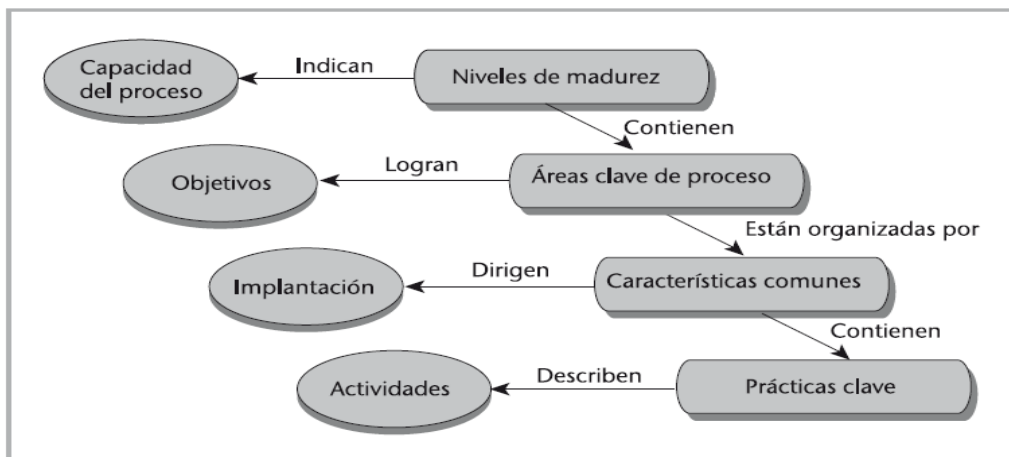 Capacidad
del proceso
Indican
Niveles de madurez
Contienen
Objetivos
Logran
Áreas clave de proceso
Están organizadas por
Implantación
Dirigen
Características comunes
Contienen
Actividades
Describen
Prácticas clave